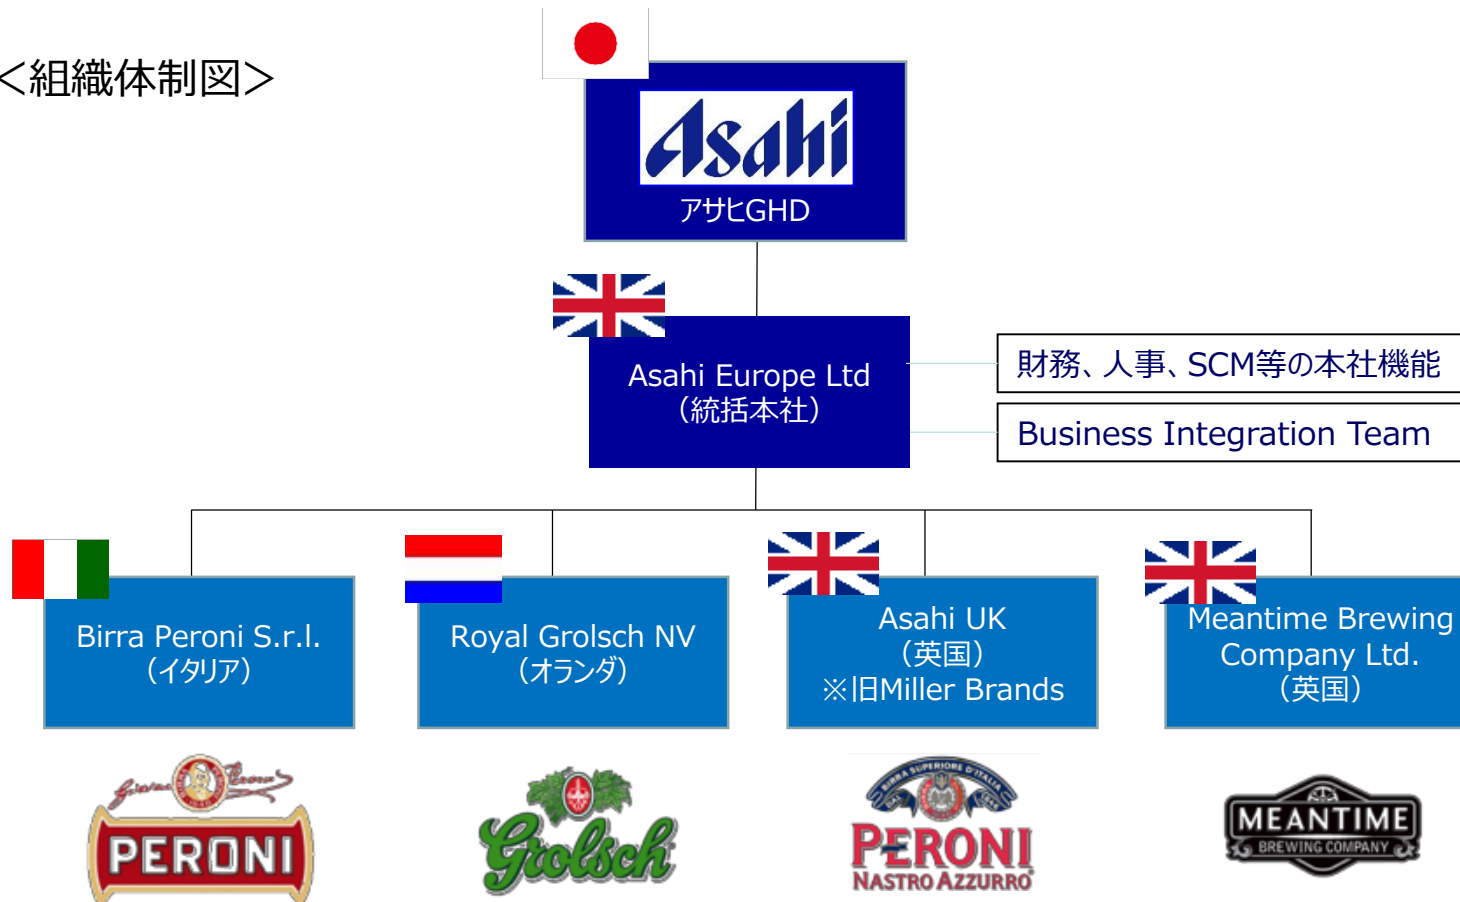 ＜組織体制図＞
Asahi
アサヒGHD
Asahi Europe Ltd
（統括本社）
財務、人事、SCM等の本社機能
Business Integration Team
Birra Peroni S.r.l.
（イタリア）
Royal Grolsch NV
（オランダ）
Asahi UK
（英国）
※旧Miller Brands
Meantime Brewing
Company Ltd.
（英国）
PERONI
Grolsch
BIRRA SUPERIORE D'ITALIA
PERONI
NASTRO AZZURRO
MEANTIME
BREWING COMPANY